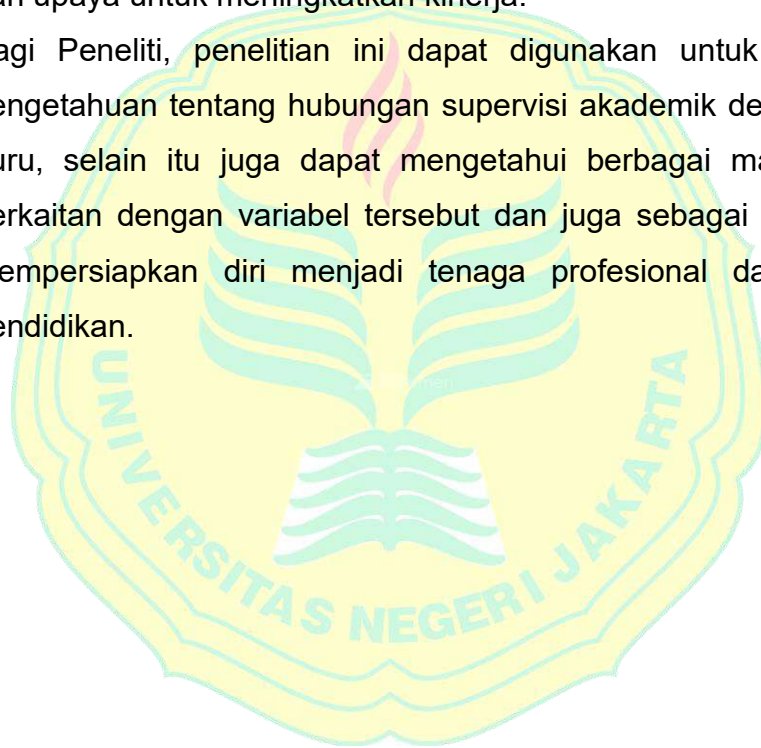 an upaya untuk meningkatkan kinerja.
agi Peneliti, penelitian ini dapat digunakan untuk
engetahuan tentang hubungan supervisi akademik de
uru, selain itu juga dapat mengetahui berbagai ma
erkaitan dengan variabel tersebut dan juga sebagai
empersiapkan diri menjadi tenaga profesional da
endidikan.
UNIVERSITAS NEGERI JAKARTA